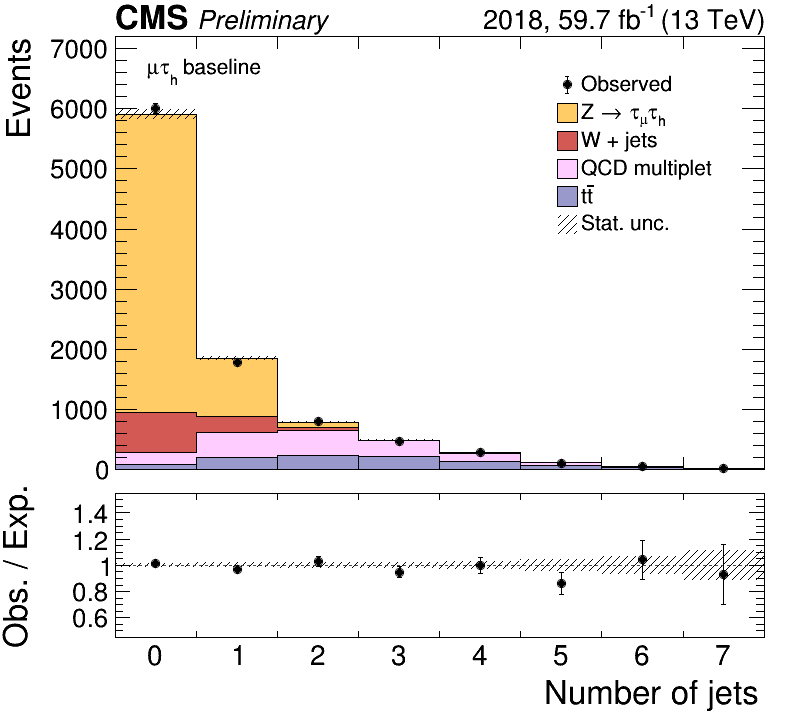 CMS Preliminary 2018, 59.7 fb⁻¹ (13 TeV)
Events
7000
6000
5000
4000
3000
2000
1000
0
μτₕ baseline
Observed
Z → τ_μτₕ
W + jets
QCD multiplet
tt̄
Stat. unc.
Obs. / Exp.
1.4
1.2
1
0.8
0.6
0 1 2 3 4 5 6 7
Number of jets